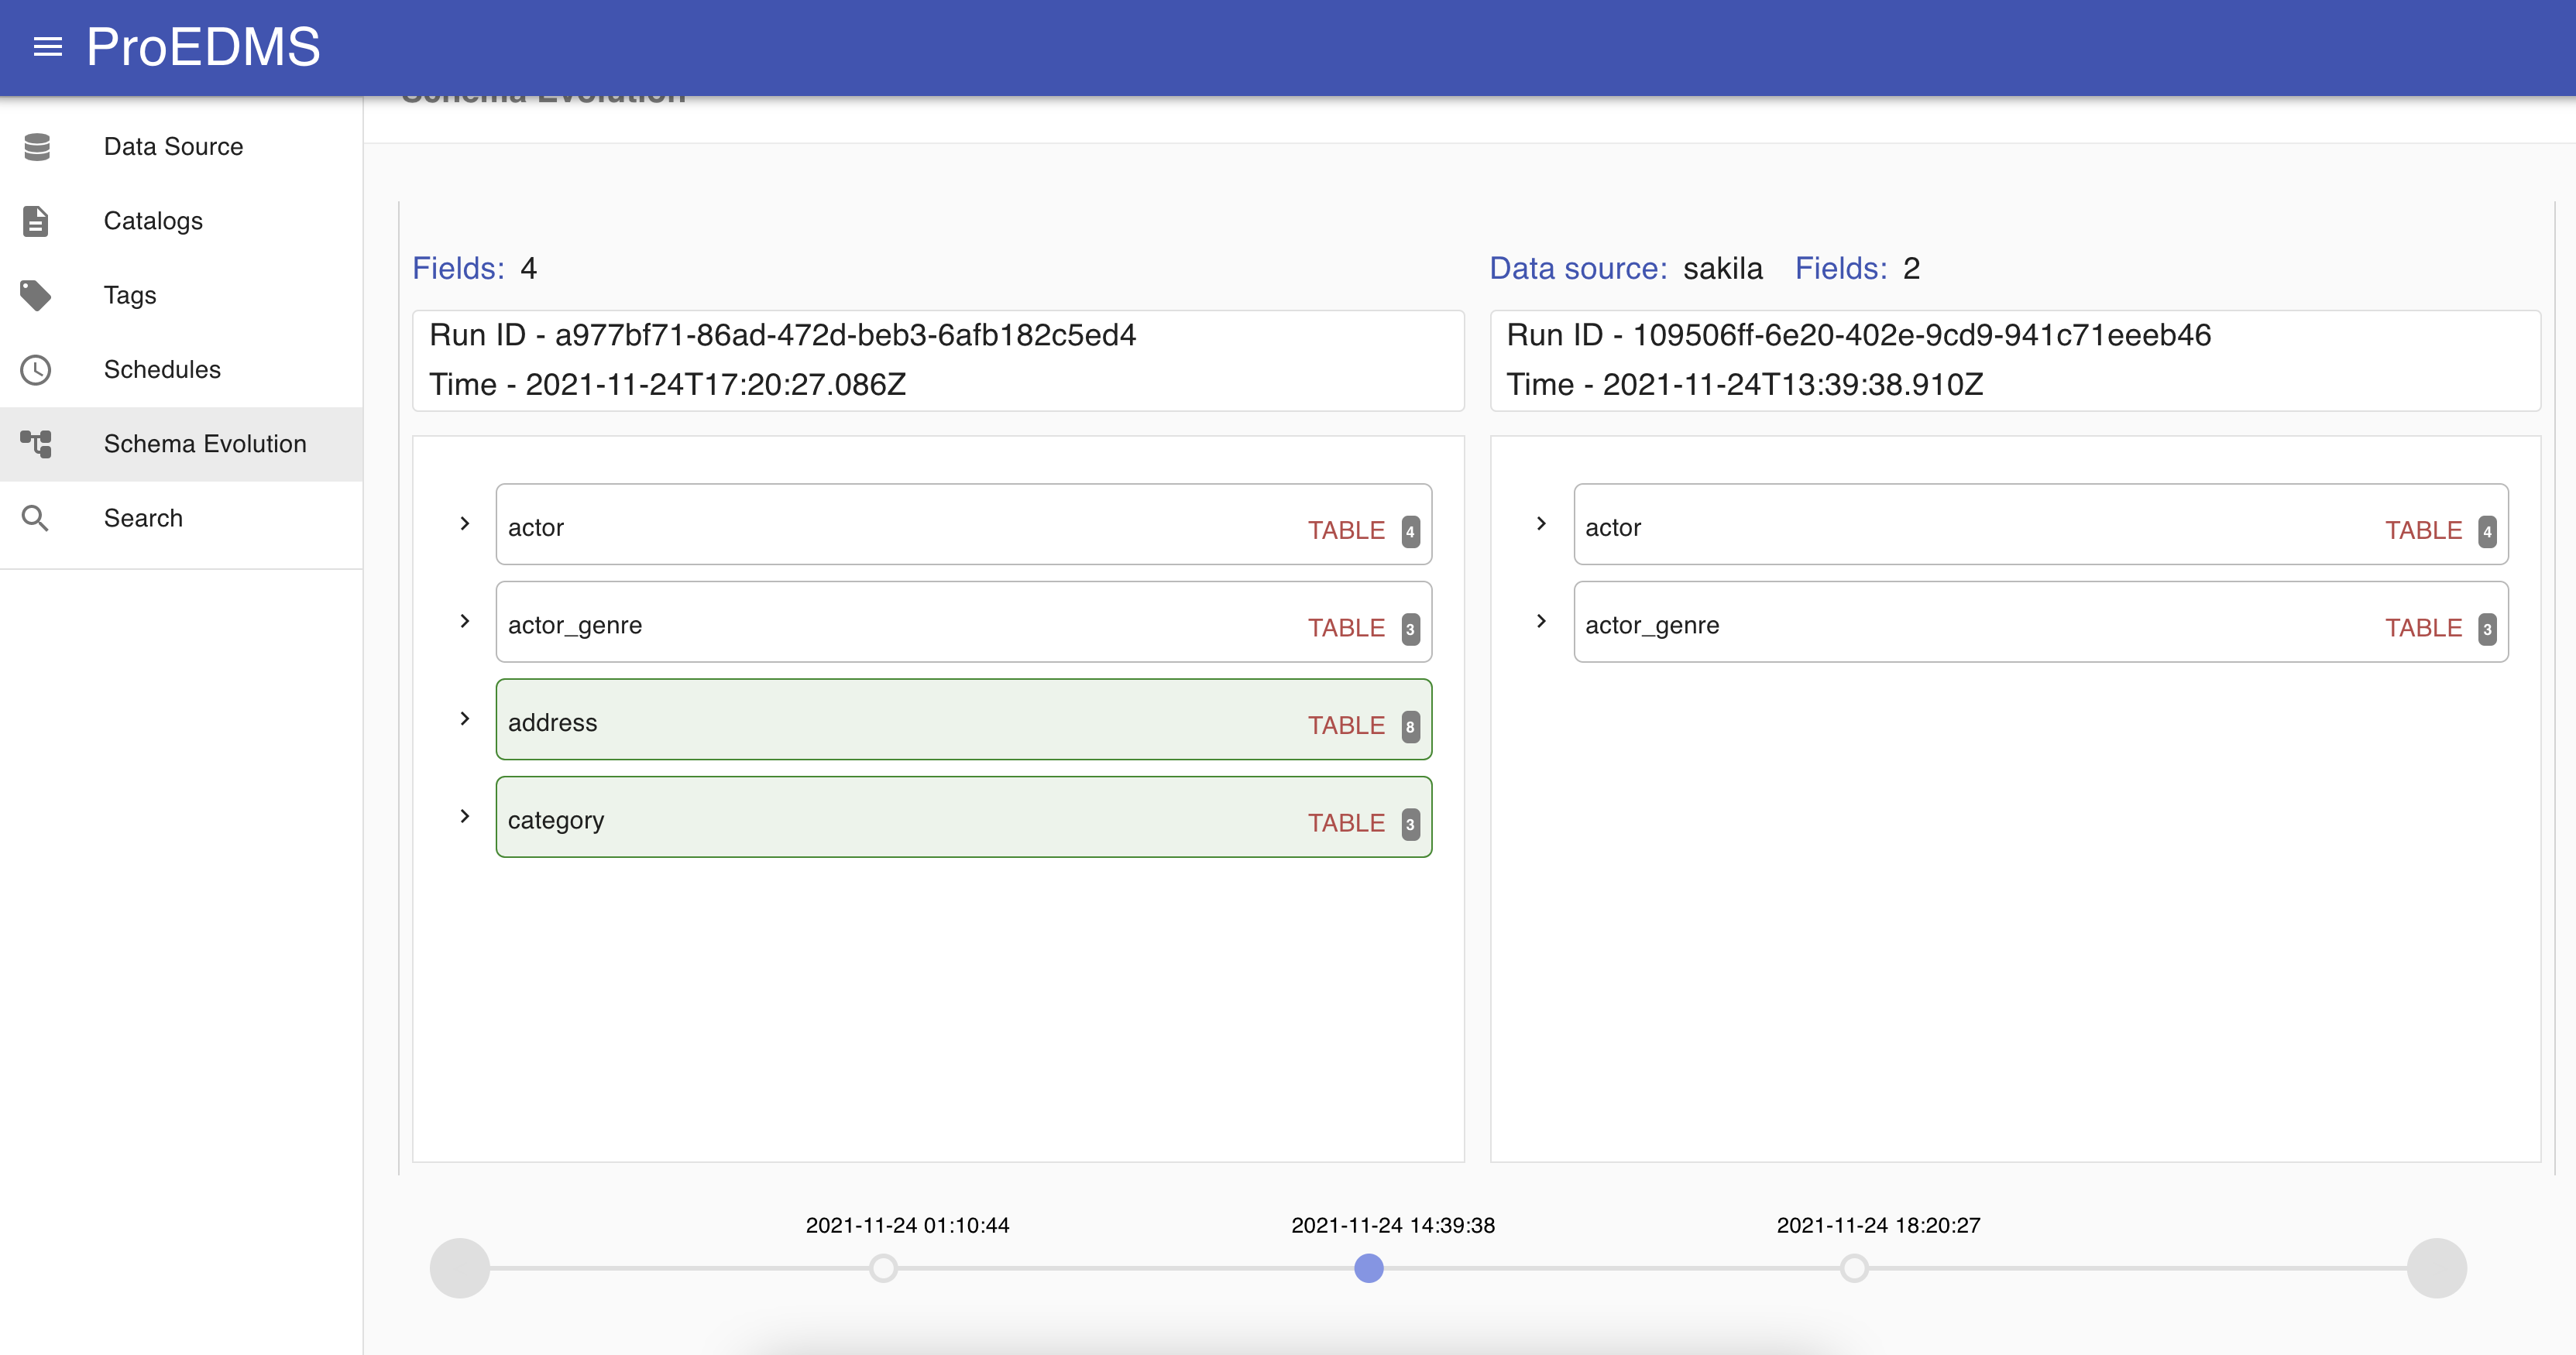 ProEDMS
Schema Evolution
Data Source
Catalogs
Tags
Schedules
Schema Evolution
Search
Fields: 4
Run ID - a977bf71-86ad-472d-beb3-6afb182c5ed4
Time - 2021-11-24T17:20:27.086Z
actor TABLE 4
actor_genre TABLE 3
address TABLE 8
category TABLE 3
Data source: sakila Fields: 2
Run ID - 109506ff-6e20-402e-9cd9-941c71eeeb46
Time - 2021-11-24T13:39:38.910Z
actor TABLE 4
actor_genre TABLE 3
2021-11-24 01:10:44
2021-11-24 14:39:38
2021-11-24 18:20:27